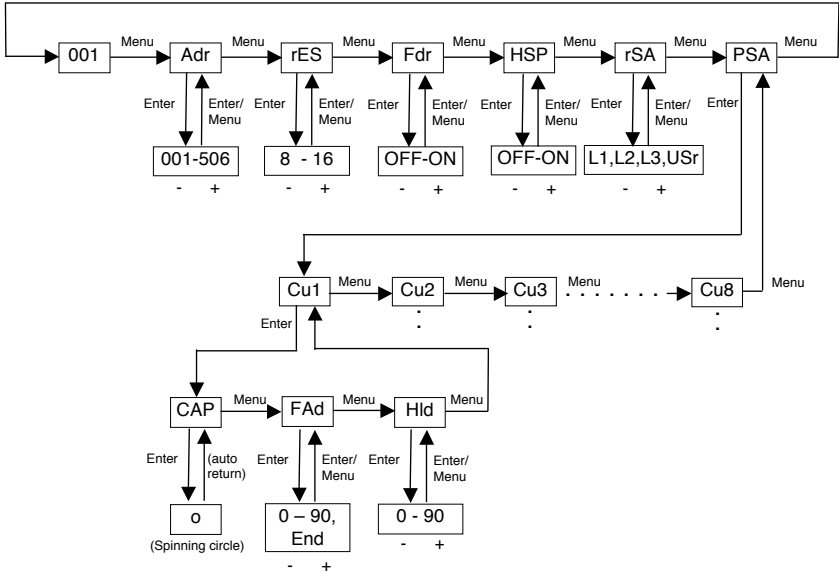 001 Menu Adr Menu rES Menu Fdr Menu HSP Menu rSA Menu PSA Menu
Enter Enter/ Enter Enter/ Enter Enter/ Enter Enter/ Enter Enter/ Enter
Menu Menu Menu Menu Menu
001-506 8 - 16 OFF-ON OFF-ON L1,L2,L3,USr
- + - + - + - + - +
Cu1 Menu Cu2 Menu Cu3 Menu . . . . . . . Cu8 Menu
Enter
CAP Menu FAd Menu Hld Menu
Enter (auto Enter Enter/ Enter Enter/
return) Menu Menu
o 0 – 90, 0 - 90
End
(Spinning circle) - +
- +